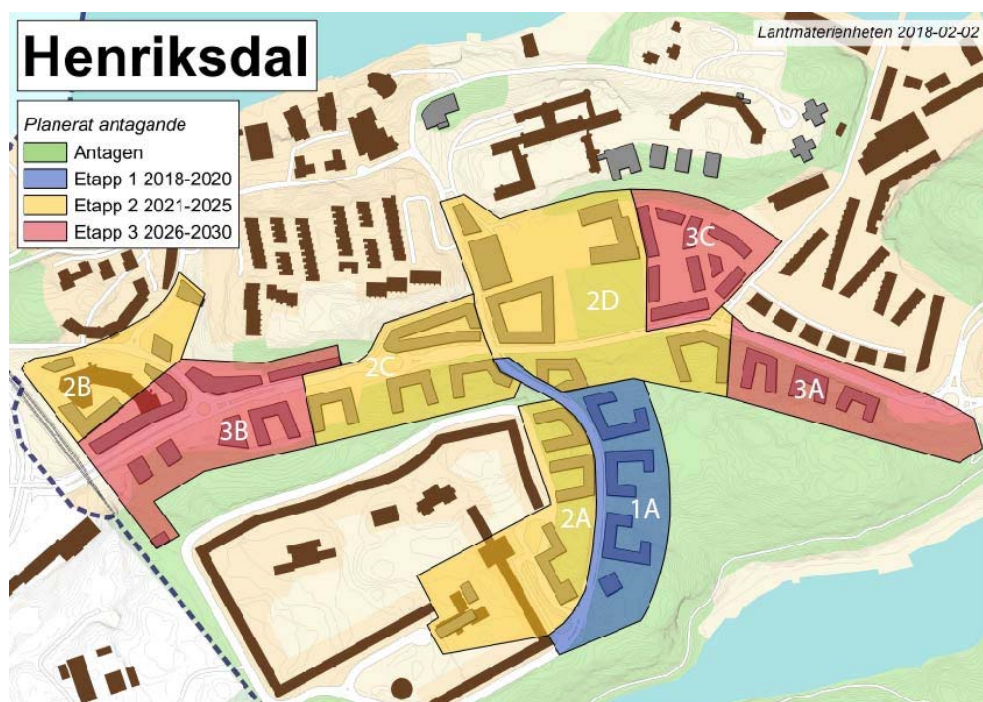 Henriksdal
Lantmäterienheten 2018-02-02
Planerat antagande
Antagen
Etapp 1 2018-2020
Etapp 2 2021-2025
Etapp 3 2026-2030
3C
2D
2C
2B
3A
3B
2A
1A